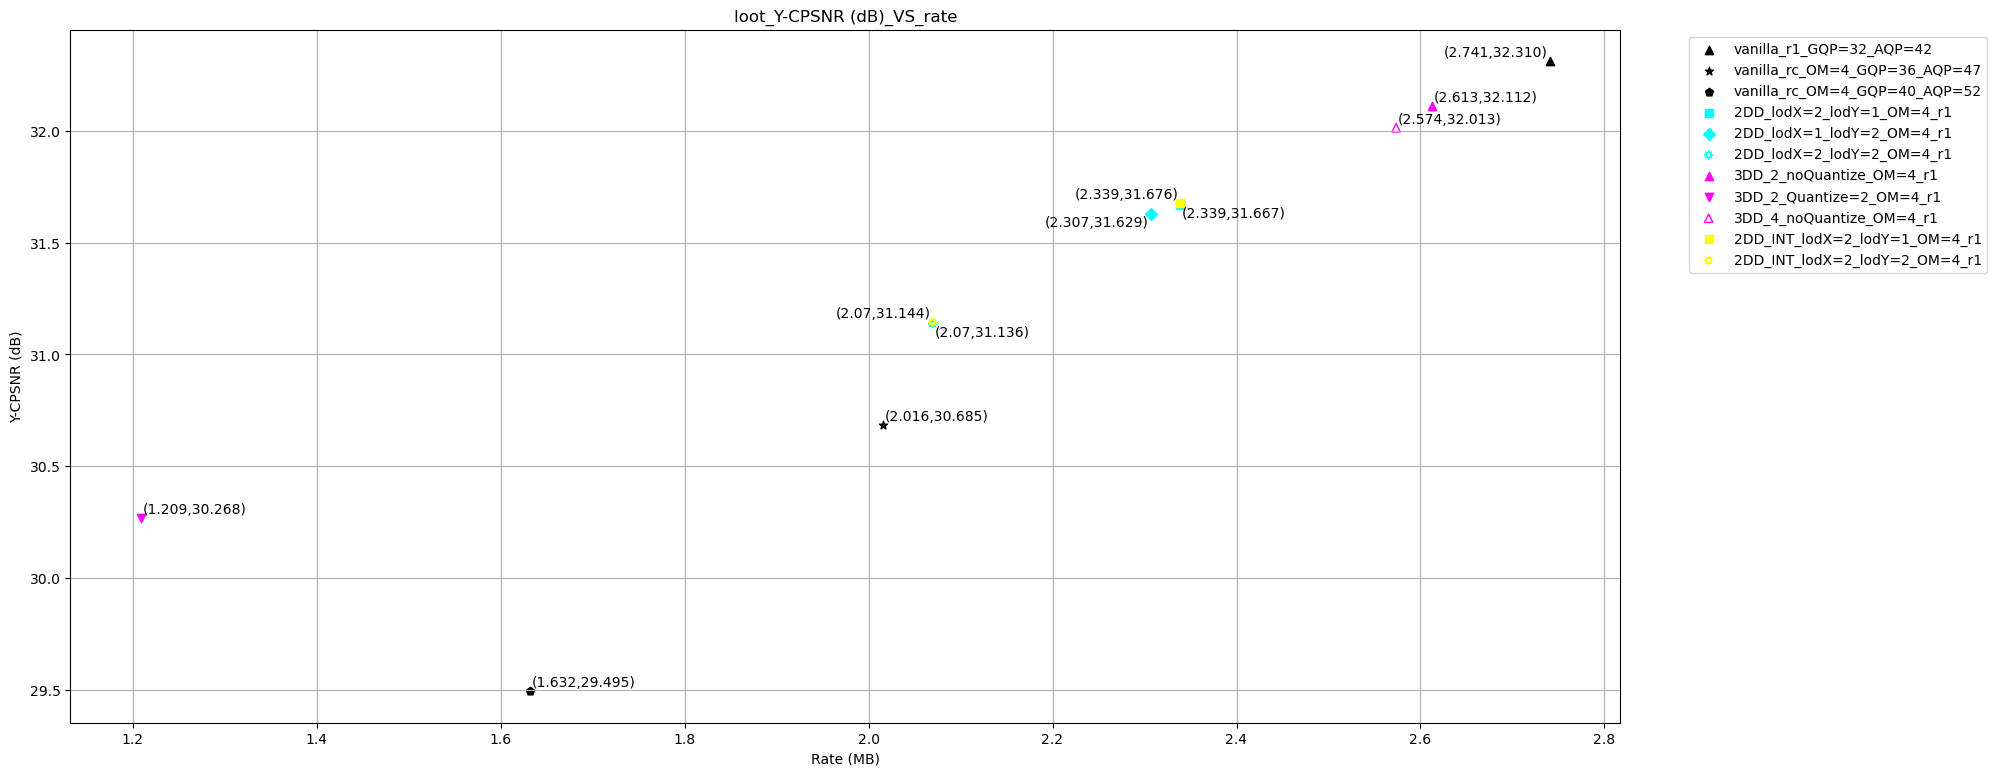 loot_Y-CPSNR (dB)_VS_rate
(2.741,32.310)
(2.613,32.112)
(2.574,32.013)
(2.339,31.676)
(2.339,31.667)
(2.307,31.629)
(2.07,31.144)
(2.07,31.136)
(2.016,30.685)
(1.209,30.268)
(1.632,29.495)
32.0
31.5
31.0
30.5
30.0
29.5
Y-CPSNR (dB)
1.2 1.4 1.6 1.8 2.0 2.2 2.4 2.6 2.8
Rate (MB)
vanilla_r1_GQP=32_AQP=42
vanilla_rc_OM=4_GQP=36_AQP=47
vanilla_rc_OM=4_GQP=40_AQP=52
2DD_lodX=2_lodY=1_OM=4_r1
2DD_lodX=1_lodY=2_OM=4_r1
2DD_lodX=2_lodY=2_OM=4_r1
3DD_2_noQuantize_OM=4_r1
3DD_2_Quantize=2_OM=4_r1
3DD_4_noQuantize_OM=4_r1
2DD_INT_lodX=2_lodY=1_OM=4_r1
2DD_INT_lodX=2_lodY=2_OM=4_r1